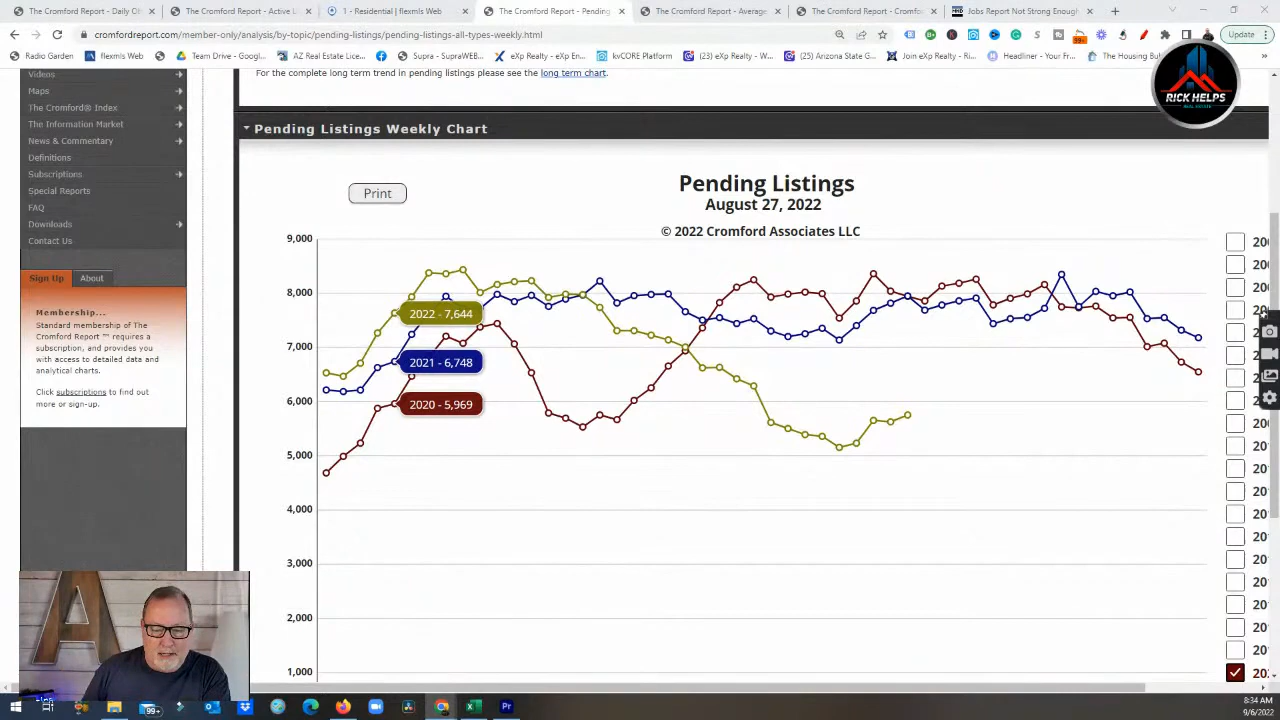 The Cromford Report - Daily Ob
The Cromford Report - Active Li
1 - Residential | flexmls Web
The Cromford Report - Pending
The Cromford Report - Average
The Cromford Report - Cromfor
Jobs Report Not Strong Enough
cromfordreport.com/member-only/analysis/by-topic/pending-listings/pending-listings-all-types-weekly.html
Update
Radio Garden
flexmls Web
Team Drive - Googl...
AZ Real Estate Lice...
Supra - SupraWEB...
eXp Realty - My eX...
kvCORE Platform
(23) eXp Realty - Wo...
(25) Arizona State G...
Join eXp Realty - Ri...
Headliner - Your Fr...
The Housing Bu
RICK HELPS
REAL ESTATE
For the complete long term trend in pending listings please see the long term chart.
Videos
Maps
The Cromford® Index
The Information Market
News & Commentary
Definitions
Subscriptions
Special Reports
FAQ
Downloads
Contact Us
Sign Up
About
Membership...
Standard membership of The
Cromford Report ™ requires a
subscription, and provides you
with access to detailed data and
analytical charts.
Click subscriptions to find out
more or sign-up.
Pending Listings Weekly Chart
Print
Pending Listings
August 27, 2022
© 2022 Cromford Associates LLC
9,000
8,000
7,000
6,000
5,000
4,000
3,000
2,000
1,000
2022 - 7,644
2021 - 6,748
2020 - 5,969
A
99+
8:34 AM
9/6/2022